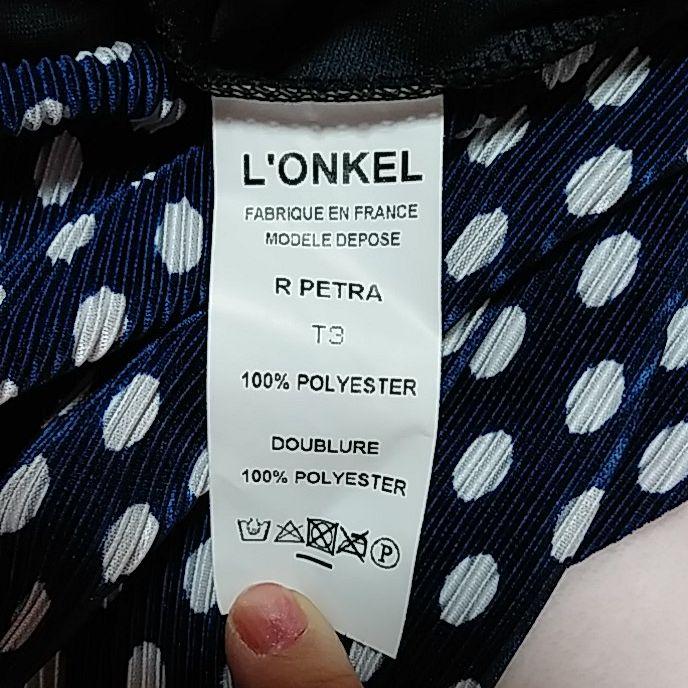 L'ONKEL
FABRIQUE EN FRANCE
MODELE DEPOSE
R PETRA
T3
100% POLYESTER
DOUBLURE
100% POLYESTER
P